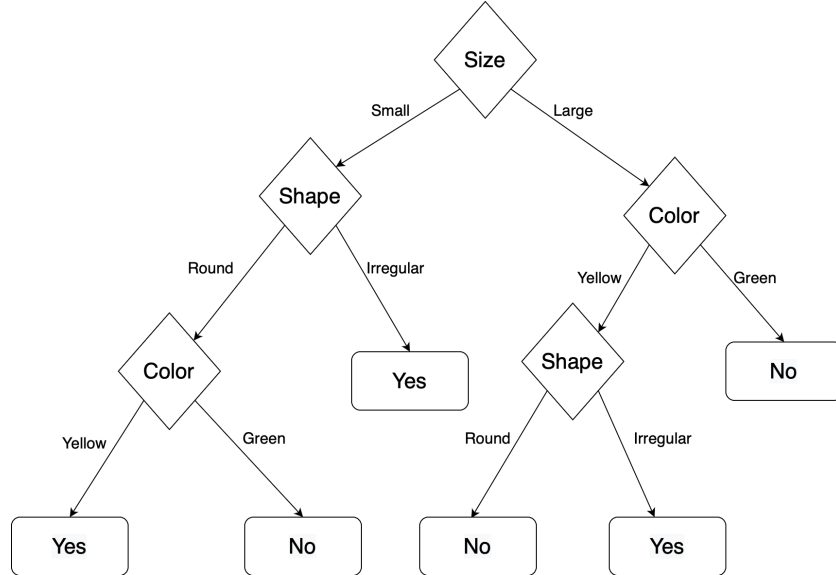 Size
Small
Large
Shape
Color
Round
Irregular
Yellow
Green
Color
Yes
Shape
No
Yellow
Green
Round
Irregular
Yes
No
No
Yes